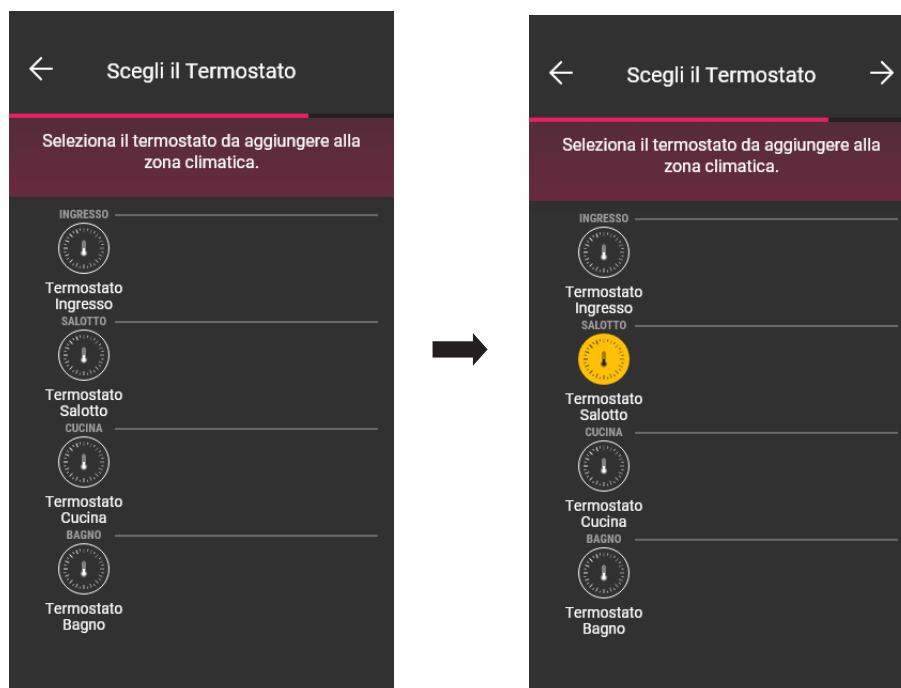 Scegli il Termostato
Seleziona il termostato da aggiungere alla
zona climatica.
INGRESSO
Termostato
Ingresso
SALOTTO
Termostato
Salotto
CUCINA
Termostato
Cucina
BAGNO
Termostato
Bagno
Scegli il Termostato
Seleziona il termostato da aggiungere alla
zona climatica.
INGRESSO
Termostato
Ingresso
SALOTTO
Termostato
Salotto
CUCINA
Termostato
Cucina
BAGNO
Termostato
Bagno